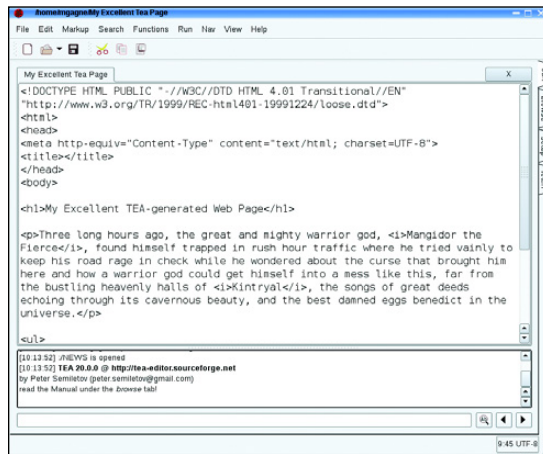 /home/mgagne/My Excellent Tea Page
File Edit Markup Search Functions Run Nav View Help
My Excellent Tea Page X
<!DOCTYPE HTML PUBLIC "-//W3C//DTD HTML 4.01 Transitional//EN"
"http://www.w3.org/TR/1999/REC-html401-19991224/loose.dtd">
<html>
<head>
<meta http-equiv="Content-Type" content="text/html; charset=UTF-8">
<title></title>
</head>
<body>
<h1>My Excellent TEA-generated Web Page</h1>
<p>Three long hours ago, the great and mighty warrior god, <i>Mangidor the
Fierce</i>, found himself trapped in rush hour traffic where he tried vainly to
keep his road rage in check while he wondered about the curse that brought him
here and how a warrior god could get himself into a mess like this, far from
the bustling heavenly halls of <i>Kintryal</i>, the songs of great deeds
echoing through its cavernous beauty, and the best damned eggs benedict in the
universe.</p>
<ul>
[10:13:52] ./NEWS is opened
[10:13:52] TEA 20.0.0 @ http://tea-editor.sourceforge.net
by Peter Semiletov (peter.semiletov@gmail.com)
read the Manual under the browse tab!
9:45 UTF-8